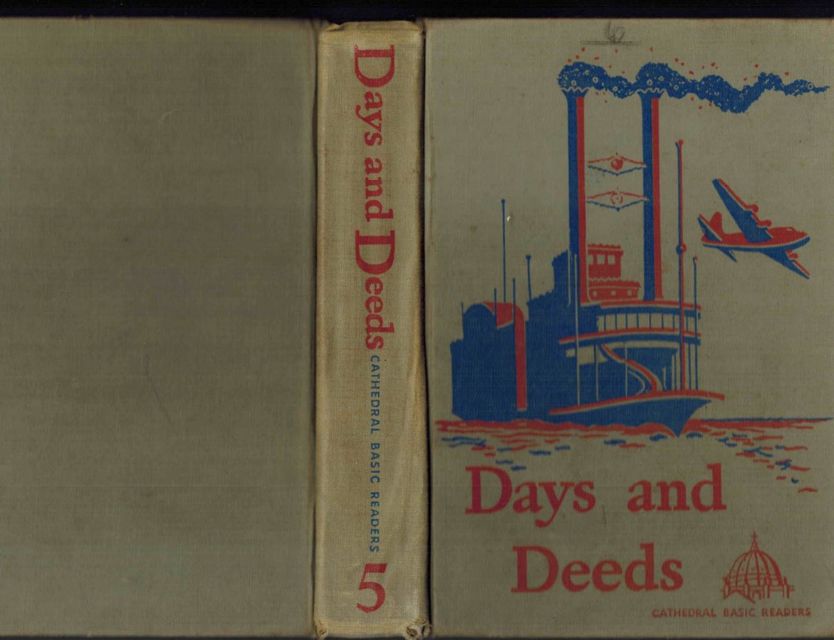 Days and Deeds
CATHEDRAL BASIC READERS
5
Days and
Deeds
CATHEDRAL BASIC READERS